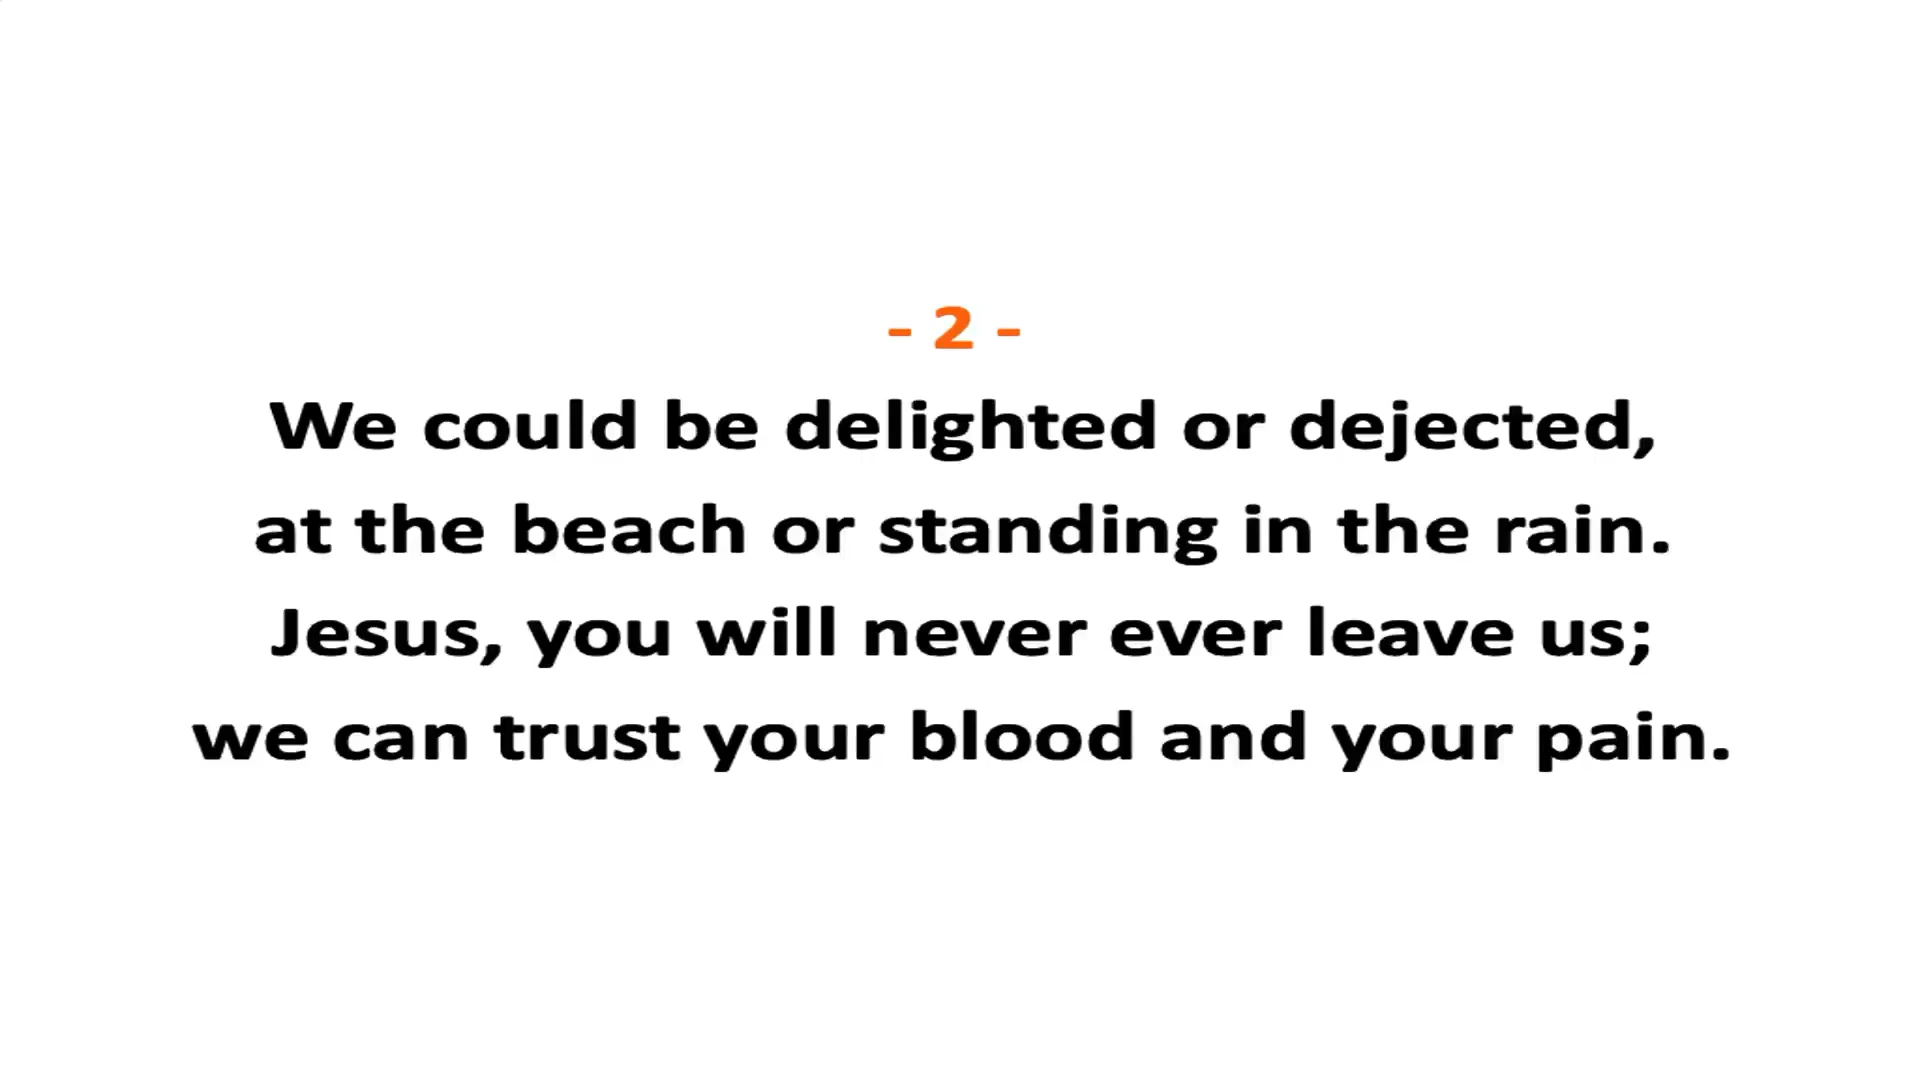 - 2 -
We could be delighted or dejected,
at the beach or standing in the rain.
Jesus, you will never ever leave us;
we can trust your blood and your pain.